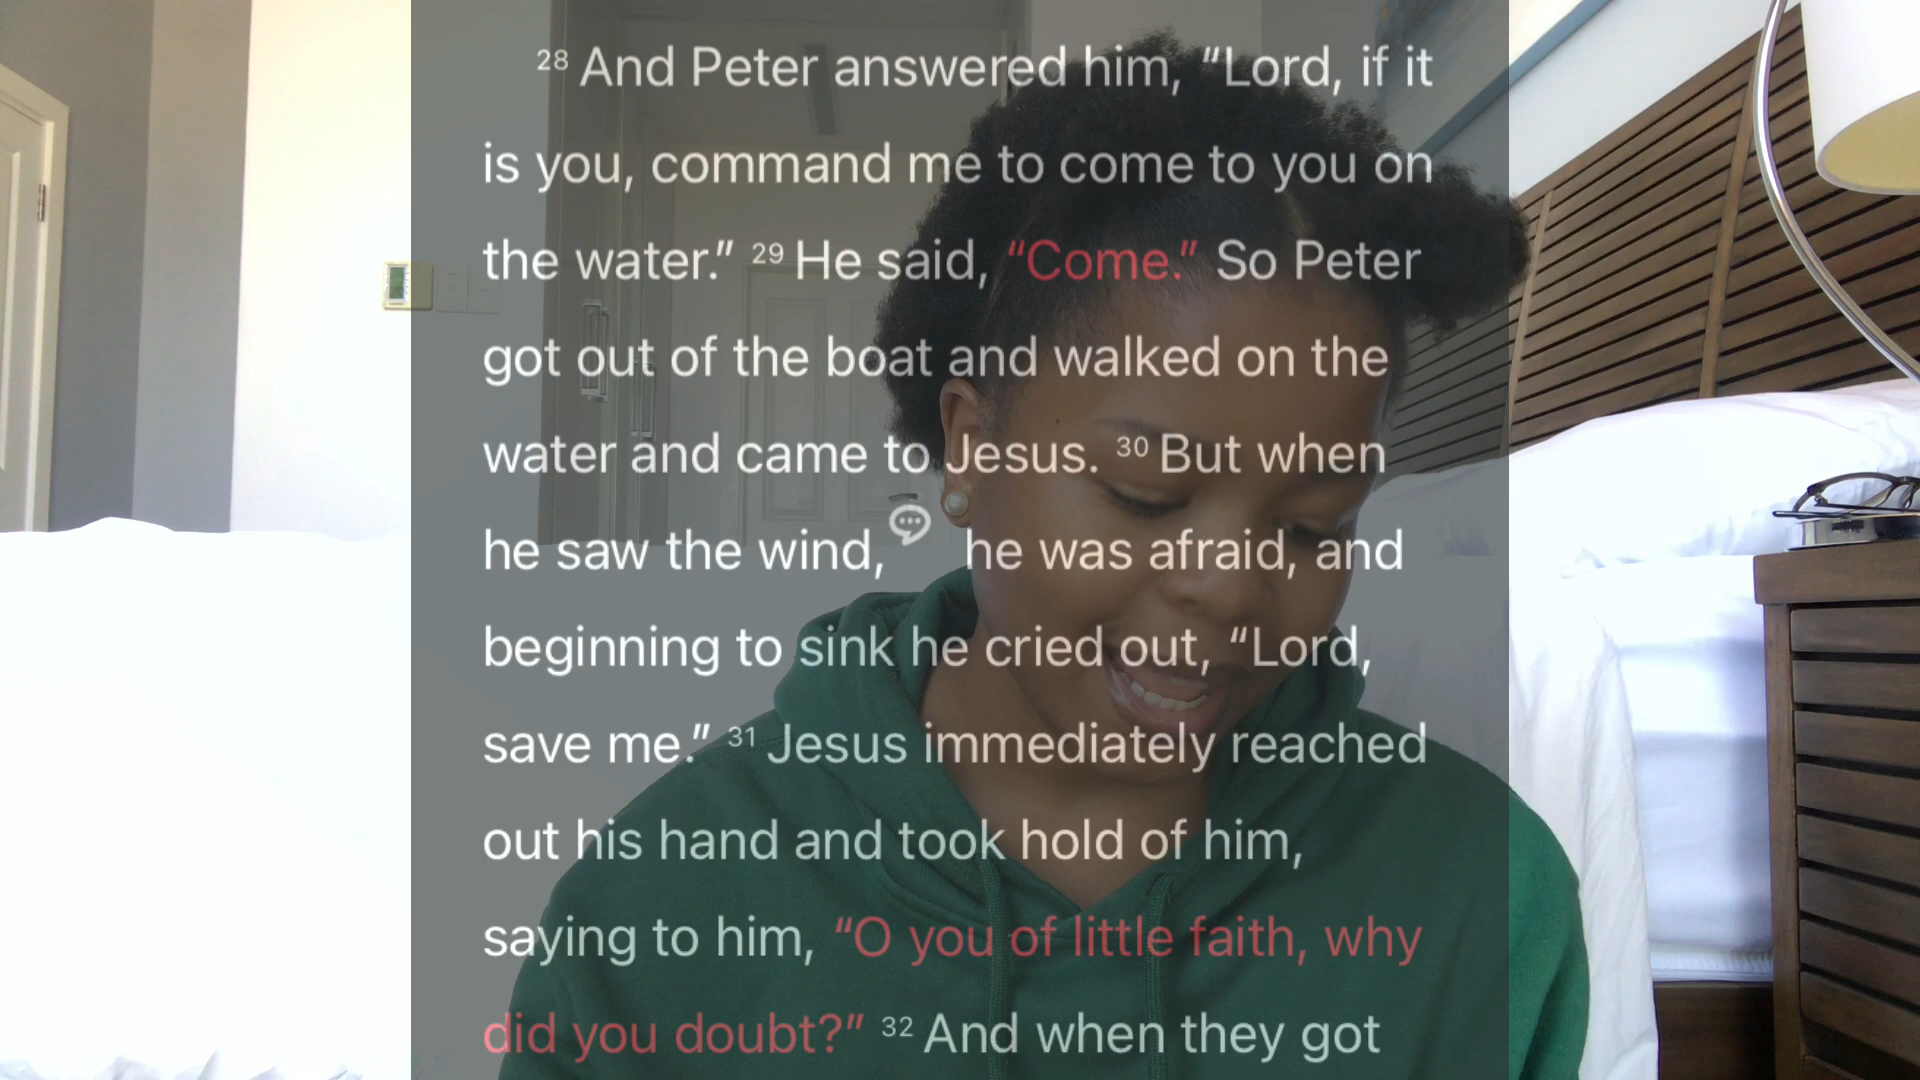 28 And Peter answered him, “Lord, if it
is you, command me to come to you on
the water.” 29 He said, “Come.” So Peter
got out of the boat and walked on the
water and came to Jesus. 30 But when
he saw the wind, he was afraid, and
beginning to sink he cried out, “Lord,
save me.” 31 Jesus immediately reached
out his hand and took hold of him,
saying to him, “O you of little faith, why
did you doubt?” 32 And when they got